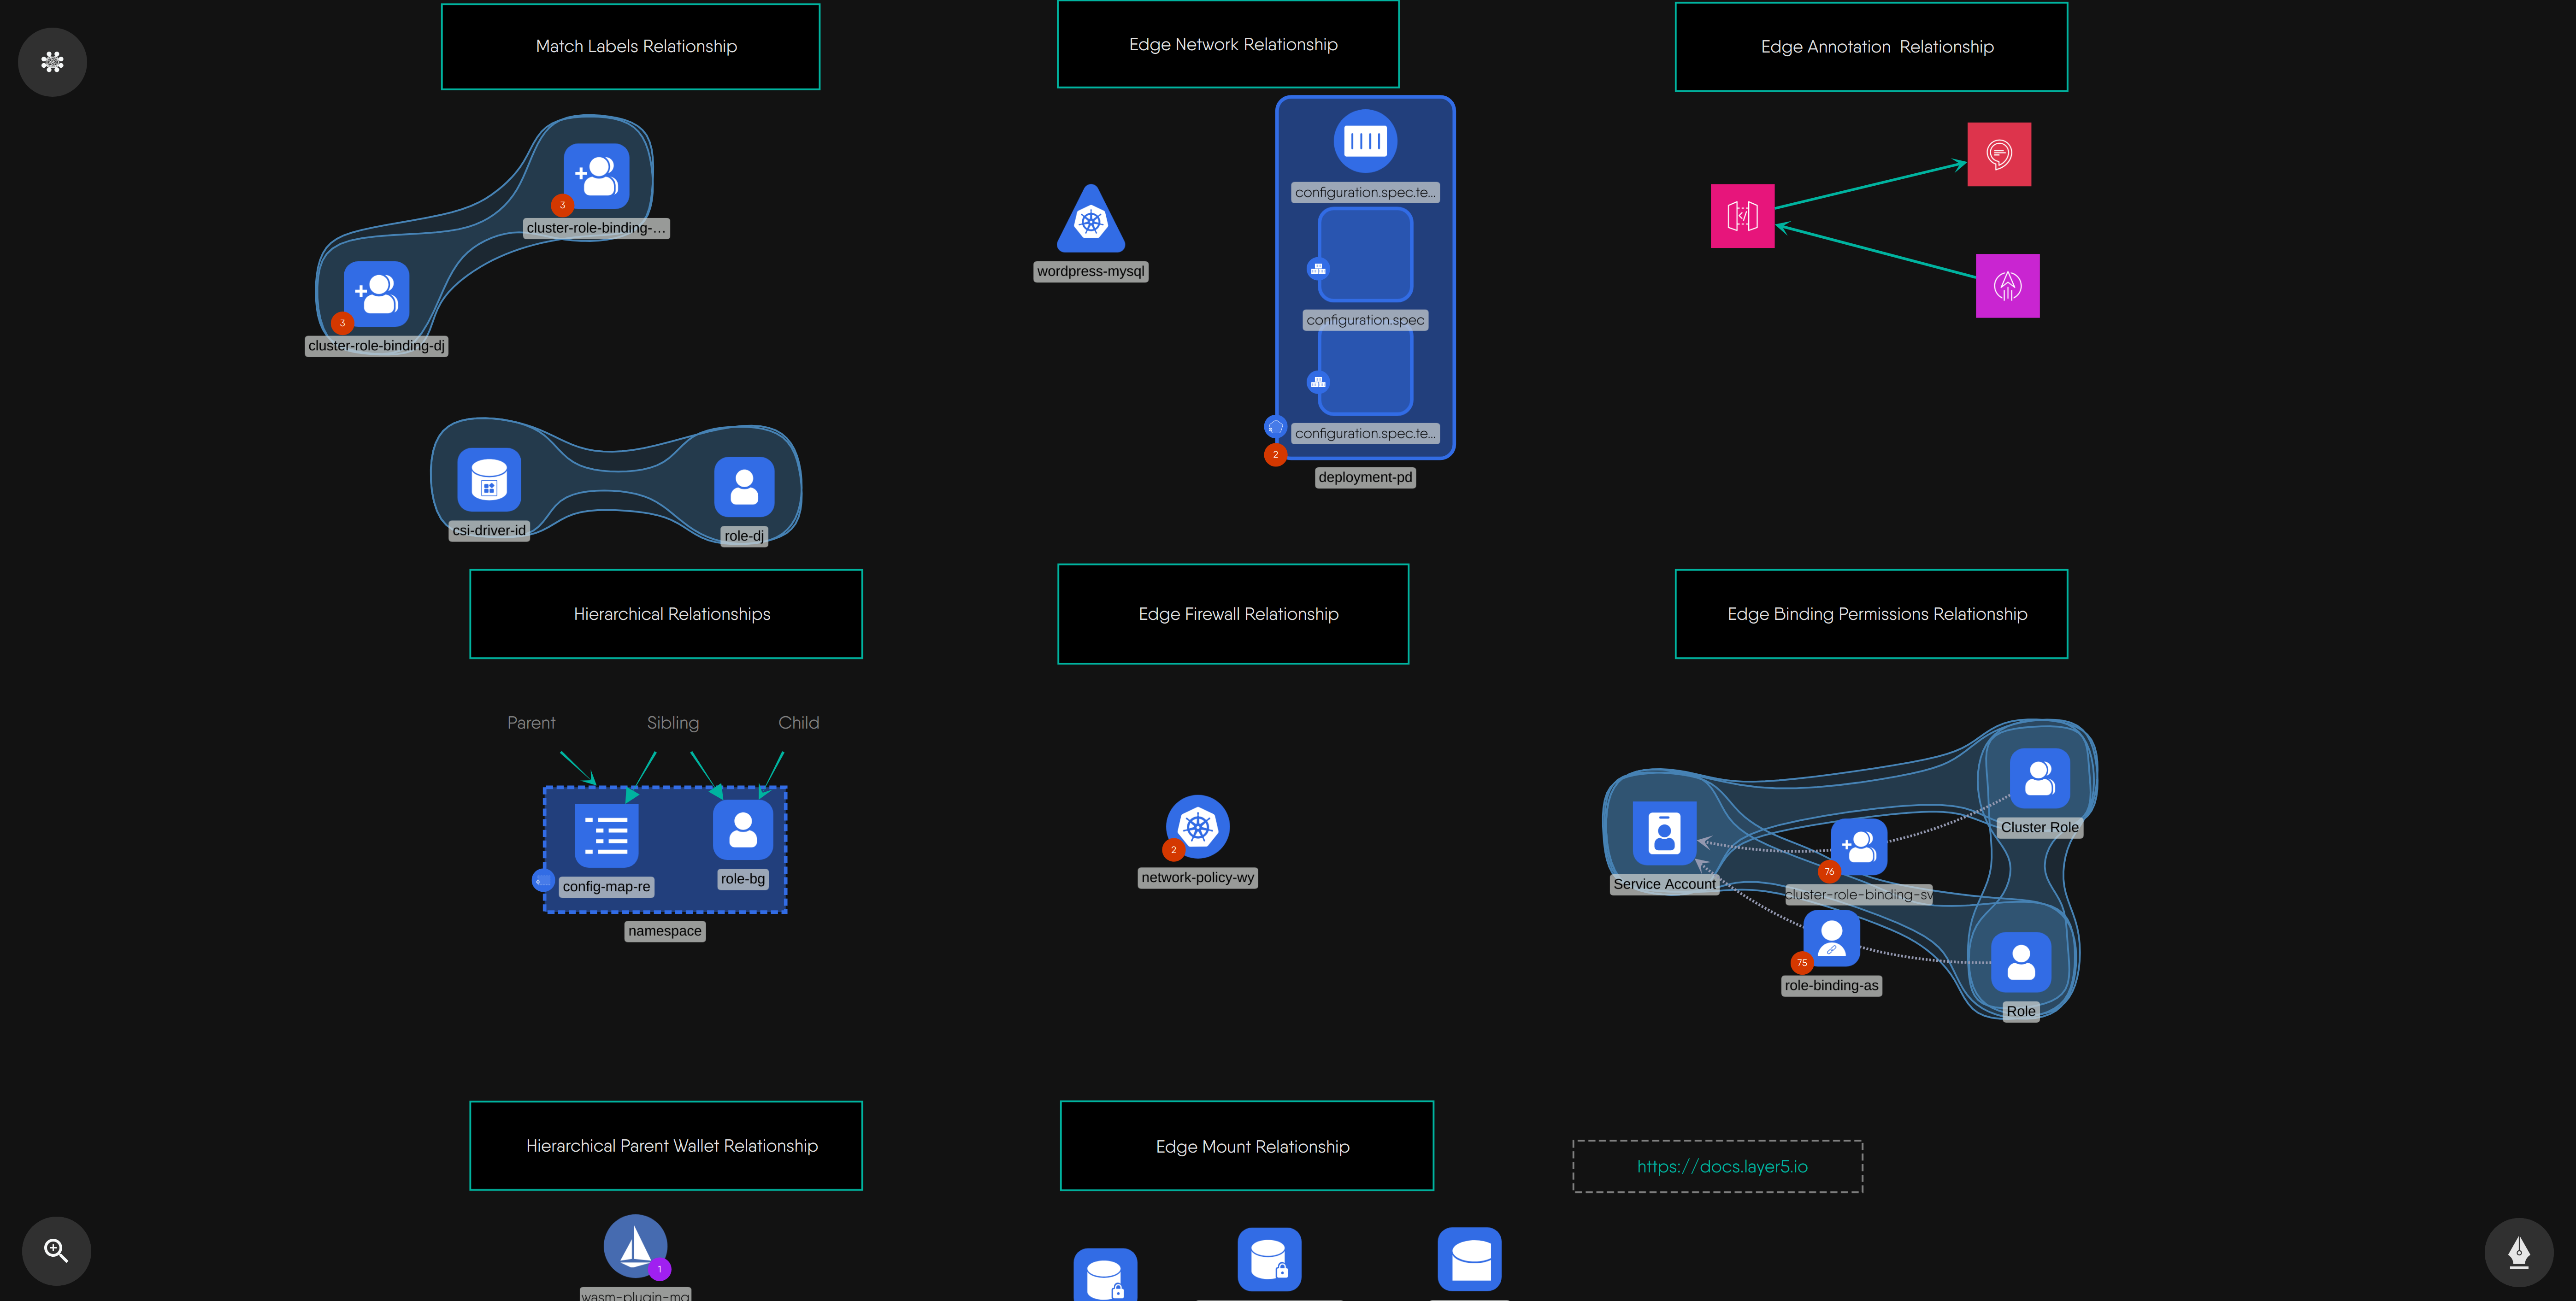 Match Labels Relationship
Edge Network Relationship
Edge Annotation Relationship
3
cluster-role-binding-...
3
cluster-role-binding-dj
csi-driver-id
role-dj
wordpress-mysql
configuration.spec.te...
configuration.spec
configuration.spec.te...
2
deployment-pd
Hierarchical Relationships
Edge Firewall Relationship
Edge Binding Permissions Relationship
Parent
Sibling
Child
config-map-re
role-bg
namespace
2
network-policy-wy
Cluster Role
Service Account
76
cluster-role-binding-sv
75
role-binding-as
Role
Hierarchical Parent Wallet Relationship
Edge Mount Relationship
https://docs.layer5.io
1
wasm-plugin-mg